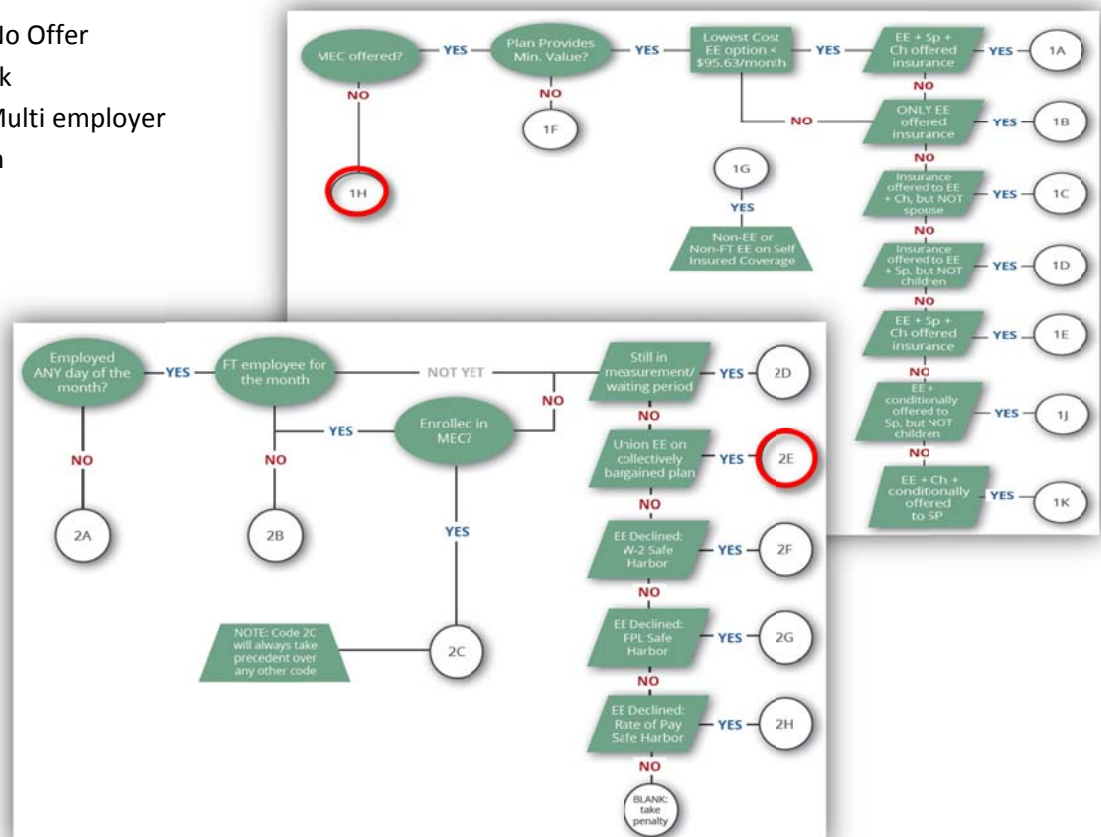 No Offer
k
Multi employer
n
MEC offered?
YES
Plan Provides
Min. Value?
YES
Lowest Cost
EE option <
$95.63/month
YES
EE + Sp +
Ch offered
insurance
YES
1A
NO
1H
NO
1F
NO
NO
ONLY EE
offered
insurance
YES
1B
NO
1G
YES
Non-EE or
Non-FT EE on Self
Insured Coverage
Insurance
offered to EE
+ Ch, but NOT
spouse
YES
1C
NO
Insurance
offered to EE
+ Sp, but NOT
children
YES
1D
NO
EE + Sp +
Ch offered
insurance
YES
1E
NO
EE +
conditionally
offered to
Sp, but NOT
children
YES
1J
NO
EE + Ch +
conditionally
offered
to SP
YES
1K
Employed
ANY day of the
month?
YES
FT employee for
the month
NOT YET
Still in
measurement/
waiting period
YES
2D
NO
2A
NO
2B
YES
Enrolled in
MEC?
NO
YES
2C
NOTE: Code 2C
will always take
precedent over
any other code
NO
Union EE on
collectively
bargained plan
YES
2E
NO
EE Declined:
W-2 Safe
Harbor
YES
2F
NO
EE Declined:
FPL Safe
Harbor
YES
2G
NO
EE Declined:
Rate of Pay
Safe Harbor
YES
2H
NO
BLANK:
take
penalty